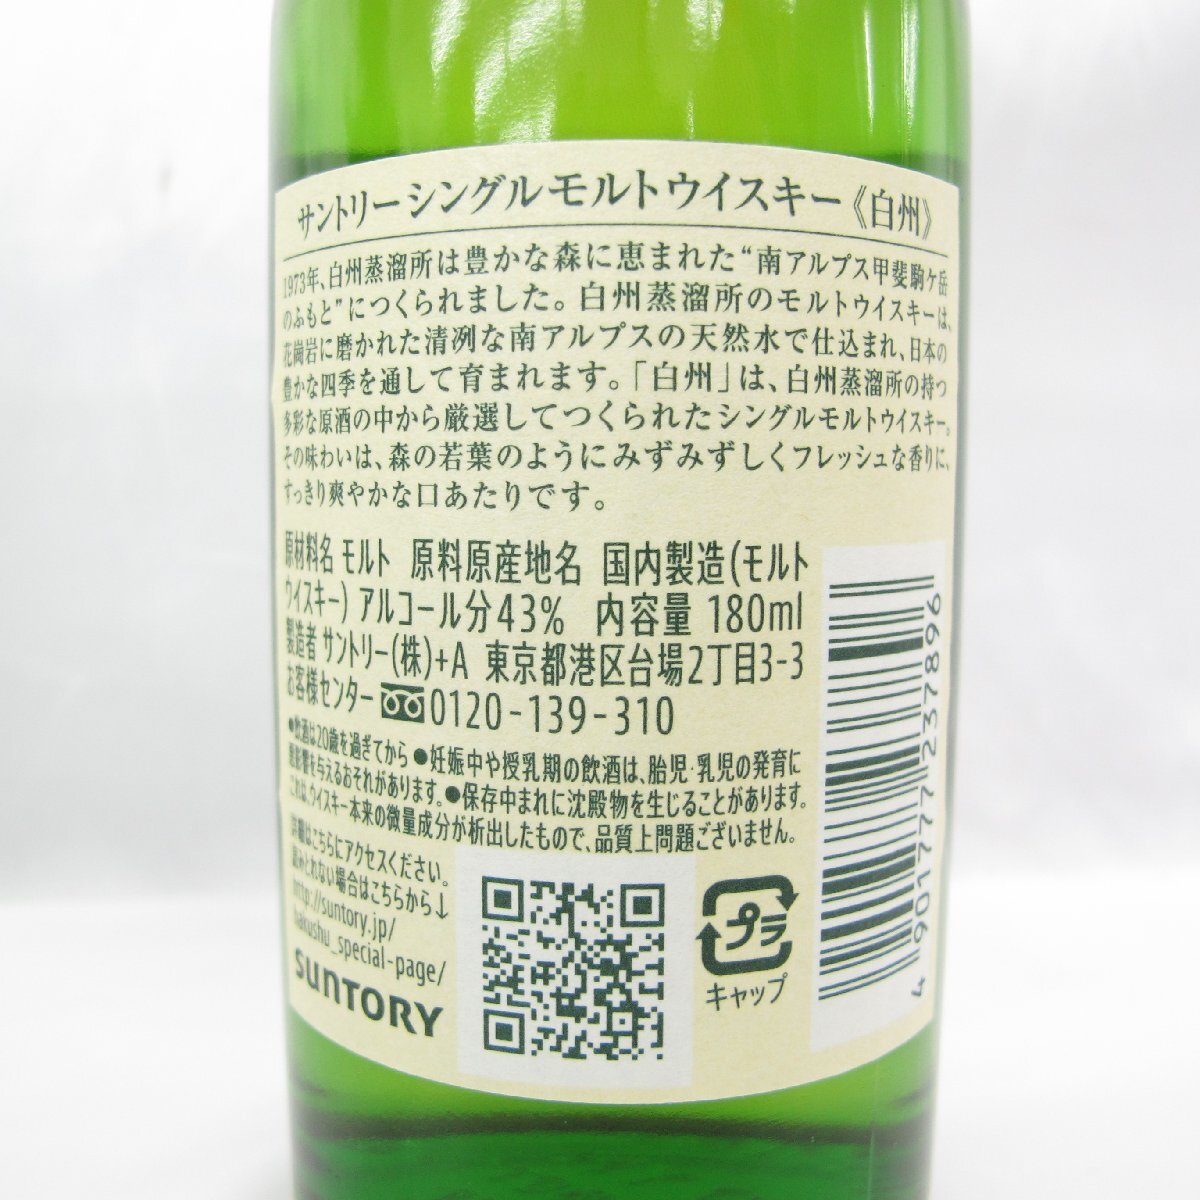 サントリーシングルモルトウイスキー《白州》
1973年、白州蒸溜所は豊かな森に恵まれた“南アルプス甲斐駒ケ岳
のふもと”につくられました。白州蒸溜所のモルトウイスキーは、
花崗岩に磨かれた清冽な南アルプスの天然水で仕込まれ、日本の
豊かな四季を通して育まれます。「白州」は、白州蒸溜所の持つ
多彩な原酒の中から厳選してつくられたシングルモルトウイスキー。
その味わいは、森の若葉のようにみずみずしくフレッシュな香りに、
すっきり爽やかな口あたりです。
原材料名 モルト 原料原産地名 国内製造(モルト
ウイスキー) アルコール分43% 内容量 180ml
製造者 サントリー(株)+A 東京都港区台場2丁目3-3
お客様センター 0120-139-310
●飲酒は20歳を過ぎてから ●妊娠中や授乳期の飲酒は、胎児・乳児の発育に
悪影響を与えるおそれがあります。●保存中まれに沈殿物を生じることがあります。
これは、ウイスキー本来の微量成分が析出したもので、品質上問題ございません。
詳細はこちらにアクセスください。
読みとれない場合はこちらから↓
http://suntory.jp/
hakushu_special-page/
SUNTORY
プラ
キャップ
4 901777 237896